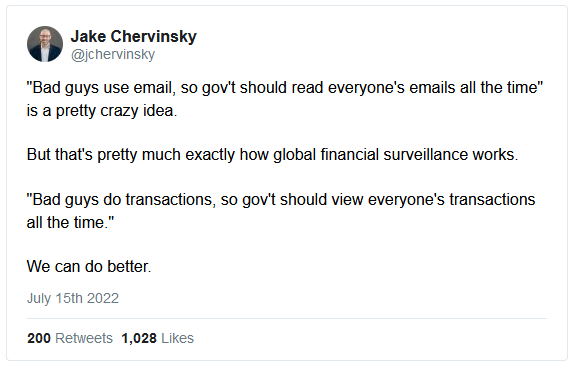 Jake Chervinsky
@jchervinsky
"Bad guys use email, so gov't should read everyone's emails all the time"
is a pretty crazy idea.
But that's pretty much exactly how global financial surveillance works.
"Bad guys do transactions, so gov't should view everyone's transactions
all the time."
We can do better.
July 15th 2022
200 Retweets 1,028 Likes